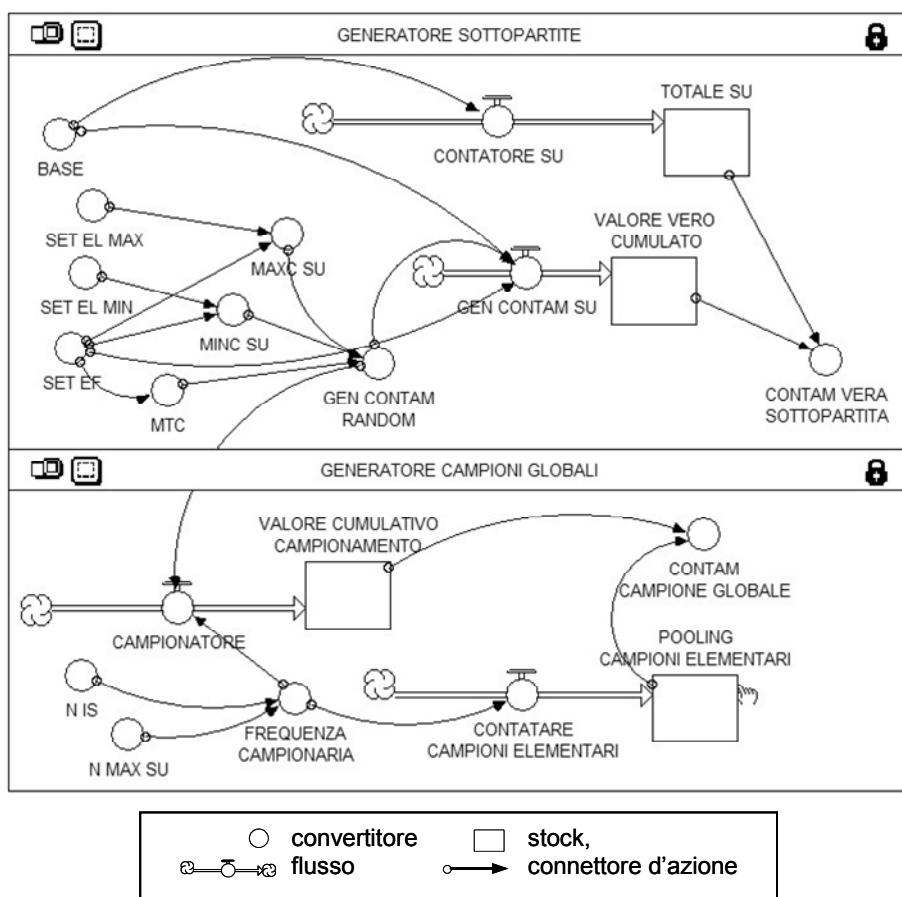 GENERATORE SOTTOPARTITE
TOTALE SU
BASE
CONTATORE SU
SET EL MAX
VALORE VERO
CUMULATO
MAXC SU
SET EL MIN
GEN CONTAM SU
MINC SU
SET EF
MTC
GEN CONTAM
RANDOM
CONTAM VERA
SOTTOPARTITA
GENERATORE CAMPIONI GLOBALI
VALORE CUMULATIVO
CAMPIONAMENTO
CONTAM
CAMPIONE GLOBALE
CAMPIONATORE
POOLING
CAMPIONI ELEMENTARI
N IS
FREQUENZA
CAMPIONARIA
CONTATARE
CAMPIONI ELEMENTARI
N MAX SU
convertitore
stock,
flusso
connettore d'azione